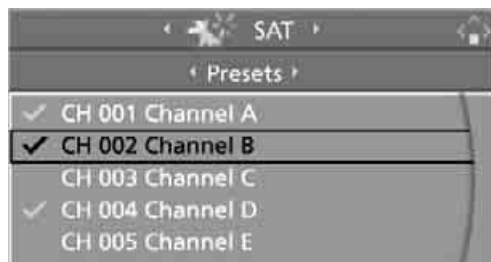 SAT
Presets
CH 001 Channel A
CH 002 Channel B
CH 003 Channel C
CH 004 Channel D
CH 005 Channel E